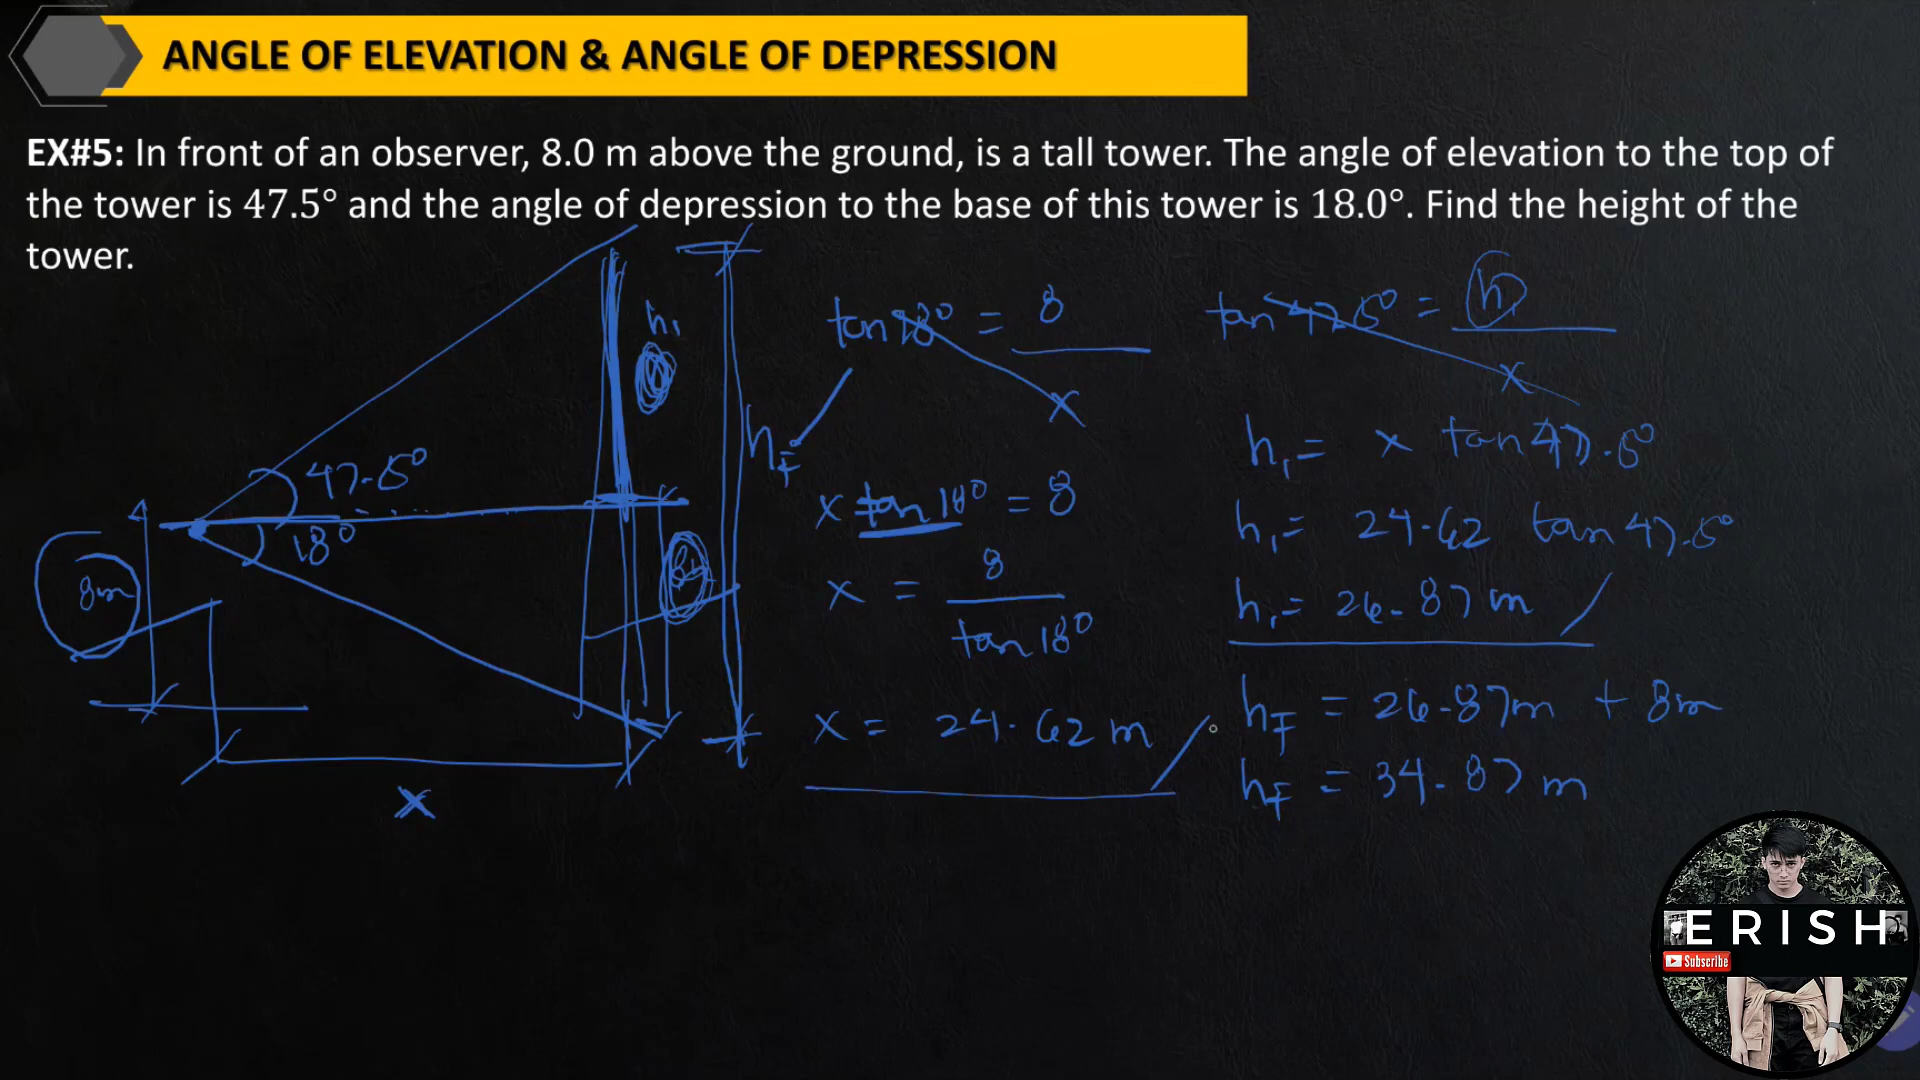 ANGLE OF ELEVATION & ANGLE OF DEPRESSION
EX#5: In front of an observer, 8.0 m above the ground, is a tall tower. The angle of elevation to the top of
the tower is 47.5° and the angle of depression to the base of this tower is 18.0°. Find the height of the
tower.
h₁
47.5°
18°
8m
8m
x
h_F
tan 18° = 8 / x
x tan 18° = 8
x = 8 / tan 18°
x = 24.62 m
tan 47.5° = h₁ / x
h₁ = x tan 47.5°
h₁ = 24.62 tan 47.5°
h₁ = 26.87 m
h_F = 26.87m + 8m
h_F = 34.87 m
ERISH
Subscribe